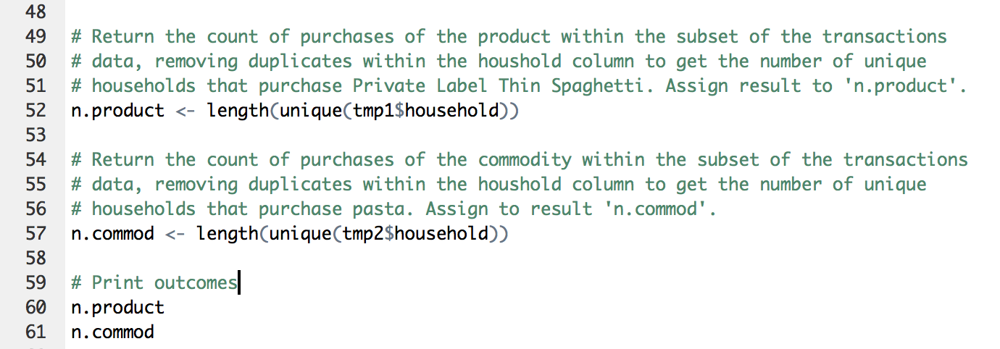 48
49 # Return the count of purchases of the product within the subset of the transactions
50 # data, removing duplicates within the houshold column to get the number of unique
51 # households that purchase Private Label Thin Spaghetti. Assign result to 'n.product'.
52 n.product <- length(unique(tmp1$household))
53
54 # Return the count of purchases of the commodity within the subset of the transactions
55 # data, removing duplicates within the houshold column to get the number of unique
56 # households that purchase pasta. Assign to result 'n.commod'.
57 n.commod <- length(unique(tmp2$household))
58
59 # Print outcomes
60 n.product
61 n.commod